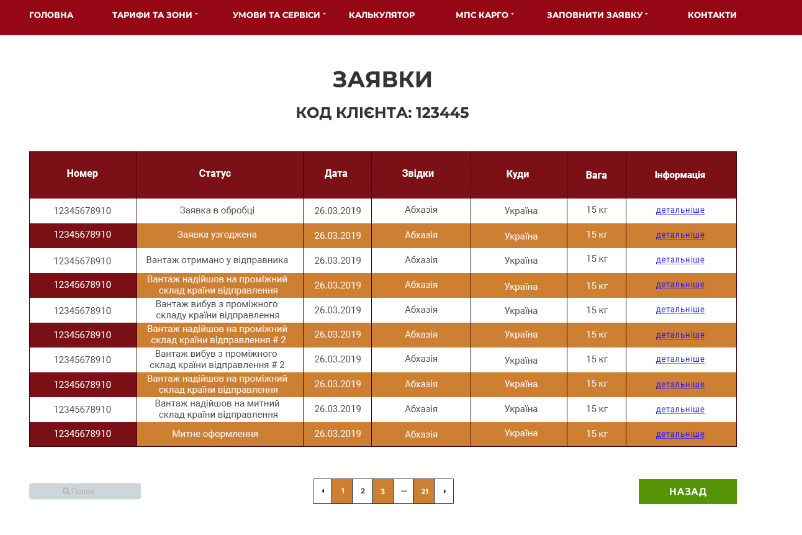 ГОЛОВНА ТАРИФИ ТА ЗОНИ УМОВИ ТА СЕРВІСИ КАЛЬКУЛЯТОР МПС КАРГО ЗАПОВНИТИ ЗАЯВКУ КОНТАКТИ
ЗАЯВКИ
КОД КЛІЄНТА: 123445
Номер Статус Дата Звідки Куди Вага Інформація
12345678910 Заявка в обробці 26.03.2019 Абхазія Україна 15 кг детальніше
12345678910 Заявка узгоджена 26.03.2019 Абхазія Україна 15 кг детальніше
12345678910 Вантаж отримано у відправника 26.03.2019 Абхазія Україна 15 кг детальніше
12345678910 Вантаж надійшов на проміжний 26.03.2019 Абхазія Україна 15 кг детальніше
склад країни відправлення
12345678910 Вантаж вибув з проміжного 26.03.2019 Абхазія Україна 15 кг детальніше
складу країни відправлення
12345678910 Вантаж надійшов на проміжний 26.03.2019 Абхазія Україна 15 кг детальніше
склад країни відправлення # 2
12345678910 Вантаж вибув з проміжного 26.03.2019 Абхазія Україна 15 кг детальніше
склад країни відправлення # 2
12345678910 Вантаж надійшов на проміжний 26.03.2019 Абхазія Україна 15 кг детальніше
склад країни відправлення
12345678910 Вантаж надійшов на митний 26.03.2019 Абхазія Україна 15 кг детальніше
склад країни відправлення
12345678910 Митне оформлення 26.03.2019 Абхазія Україна 15 кг детальніше
Пошук 1 2 3 ... 21 НАЗАД